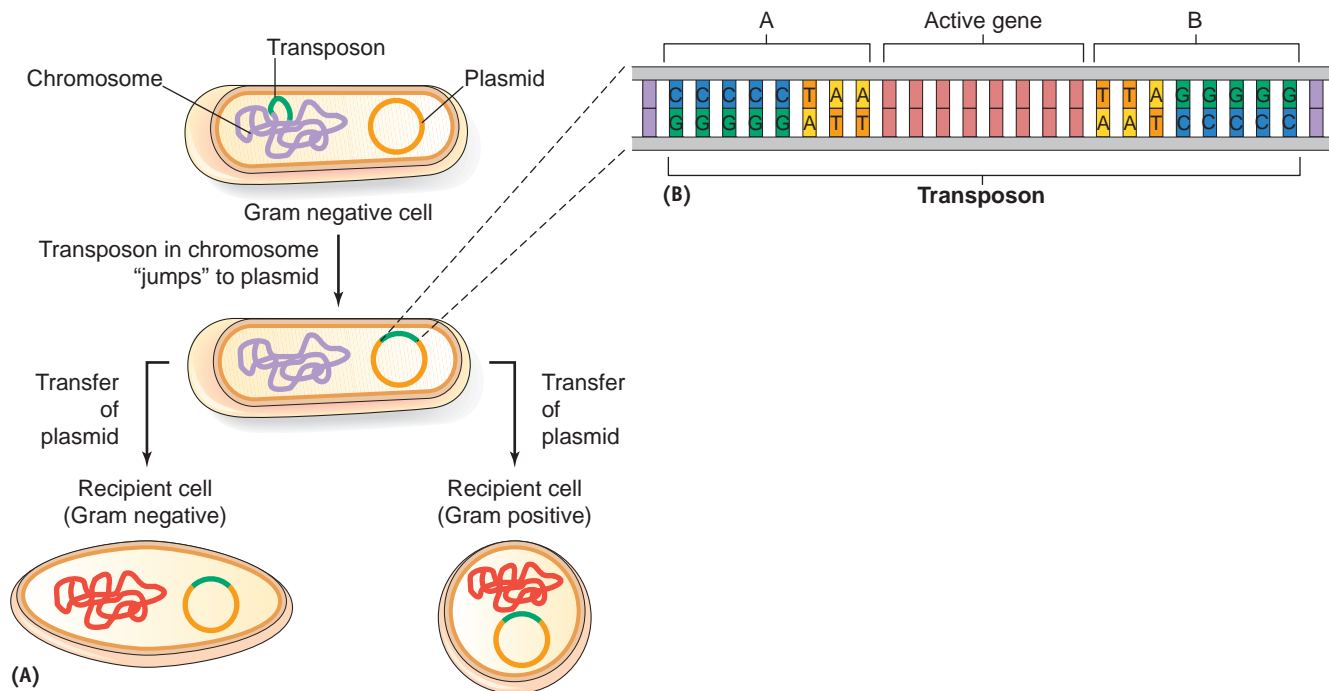 Transposon
Chromosome
Plasmid
Gram negative cell
Transposon in chromosome
“jumps” to plasmid
Transfer
of
plasmid
Transfer
of
plasmid
Recipient cell
(Gram negative)
Recipient cell
(Gram positive)
(A)
A
Active gene
B
C C C C C T A A T T A G G G G G
G G G G G A T T A A T C C C C C
(B)
Transposon